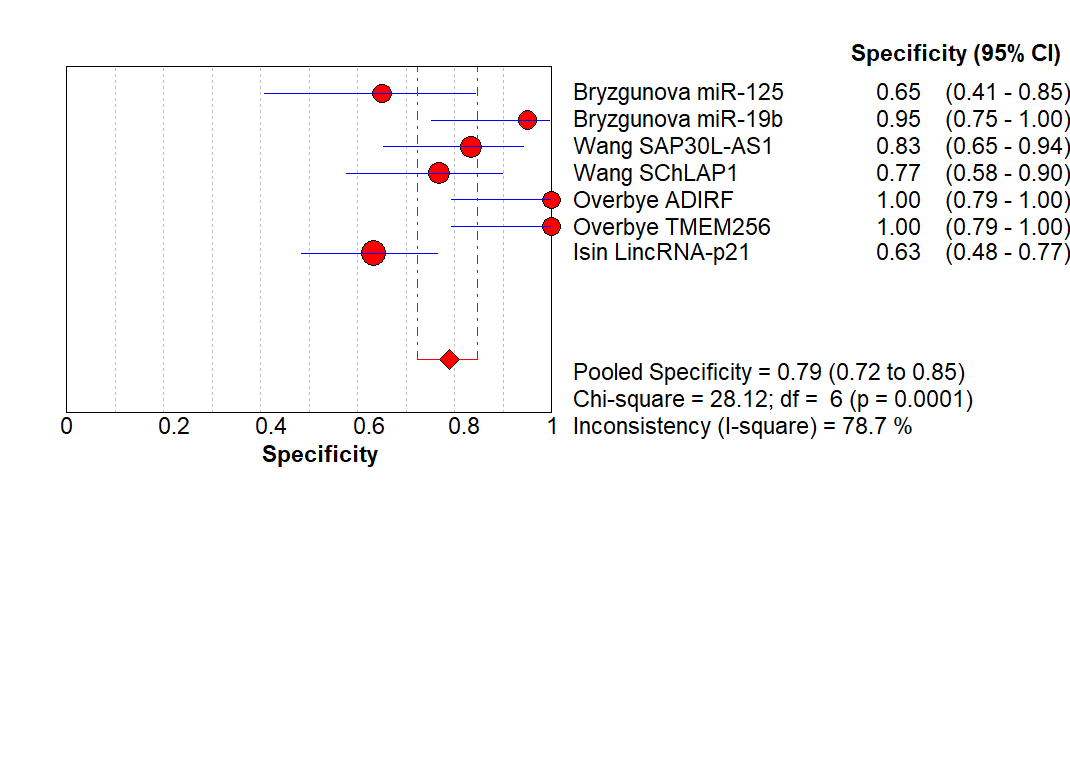 Specificity (95% CI)
Bryzgunova miR-125 0.65 (0.41 - 0.85)
Bryzgunova miR-19b 0.95 (0.75 - 1.00)
Wang SAP30L-AS1 0.83 (0.65 - 0.94)
Wang SChLAP1 0.77 (0.58 - 0.90)
Overbye ADIRF 1.00 (0.79 - 1.00)
Overbye TMEM256 1.00 (0.79 - 1.00)
Isin LincRNA-p21 0.63 (0.48 - 0.77)
Pooled Specificity = 0.79 (0.72 to 0.85)
Chi-square = 28.12; df = 6 (p = 0.0001)
Inconsistency (I-square) = 78.7 %
0 0.2 0.4 0.6 0.8 1
Specificity